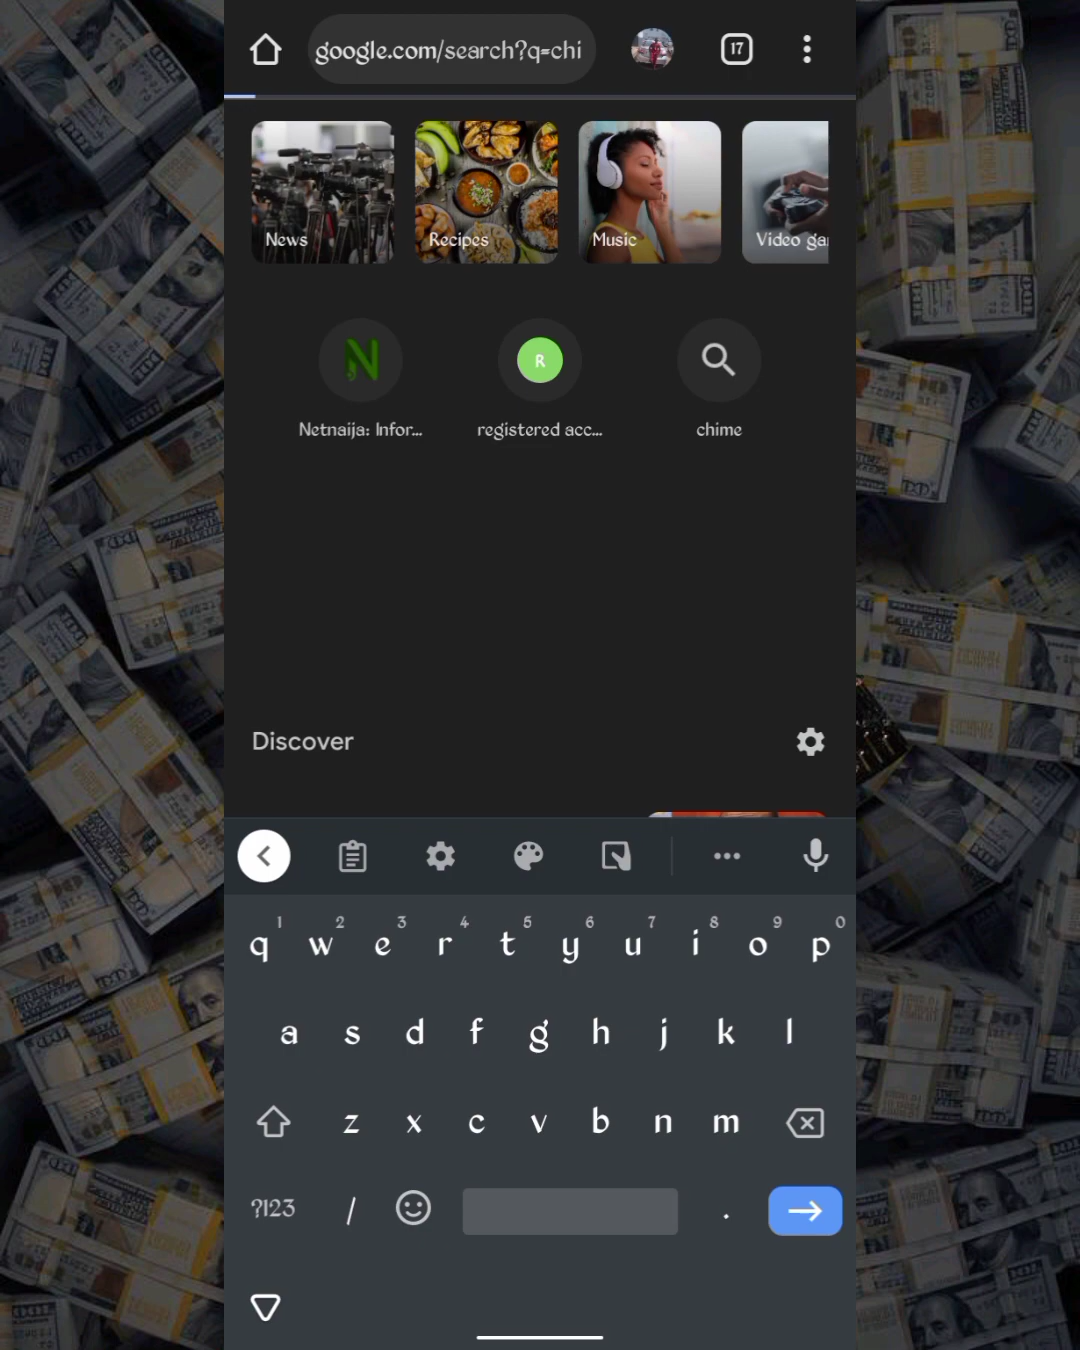 google.com/search?q=chi
17
News
Recipes
Music
Video ga
N
R
Netnaija: Infor...
registered acc...
chime
Discover
1 2 3 4 5 6 7 8 9 0
q w e r t y u i o p
a s d f g h j k l
z x c v b n m
?123 / .